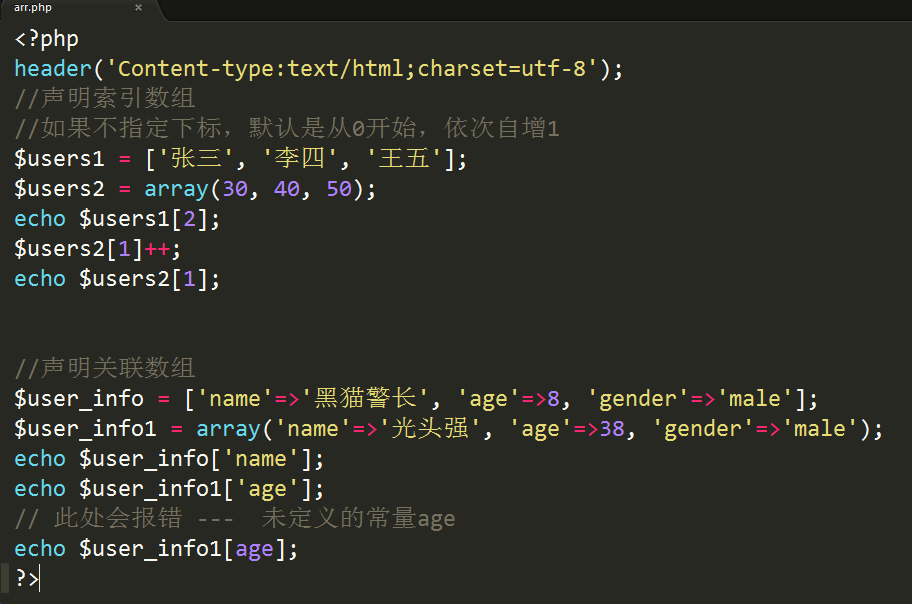 arr.php ×
<?php
header('Content-type:text/html;charset=utf-8');
//声明索引数组
//如果不指定下标，默认是从0开始，依次自增1
$users1 = ['张三', '李四', '王五'];
$users2 = array(30, 40, 50);
echo $users1[2];
$users2[1]++;
echo $users2[1];
//声明关联数组
$user_info = ['name'=>'黑猫警长', 'age'=>8, 'gender'=>'male'];
$user_info1 = array('name'=>'光头强', 'age'=>38, 'gender'=>'male');
echo $user_info['name'];
echo $user_info1['age'];
// 此处会报错 ---  未定义的常量age
echo $user_info1[age];
?>